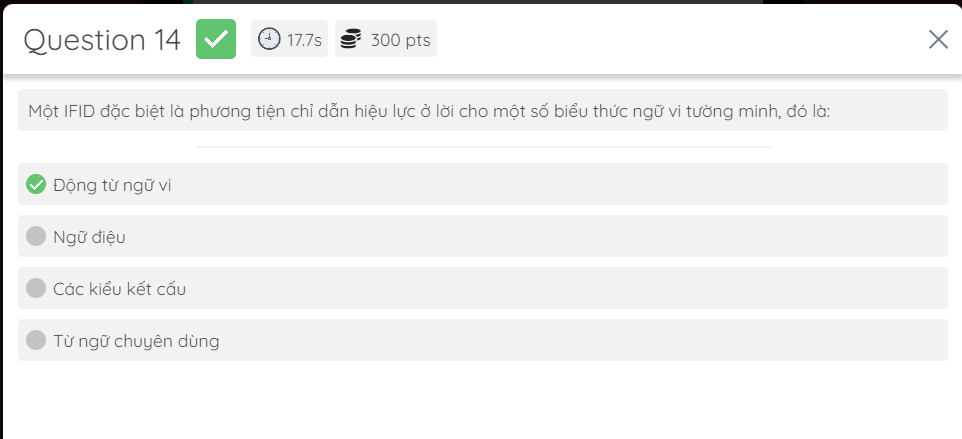 Question 14 17.7s 300 pts
Một IFID đặc biệt là phương tiện chỉ dẫn hiệu lực ở lời cho một số biểu thức ngữ vi tường minh, đó là:
Động từ ngữ vi
Ngữ điệu
Các kiểu kết cấu
Từ ngữ chuyên dùng